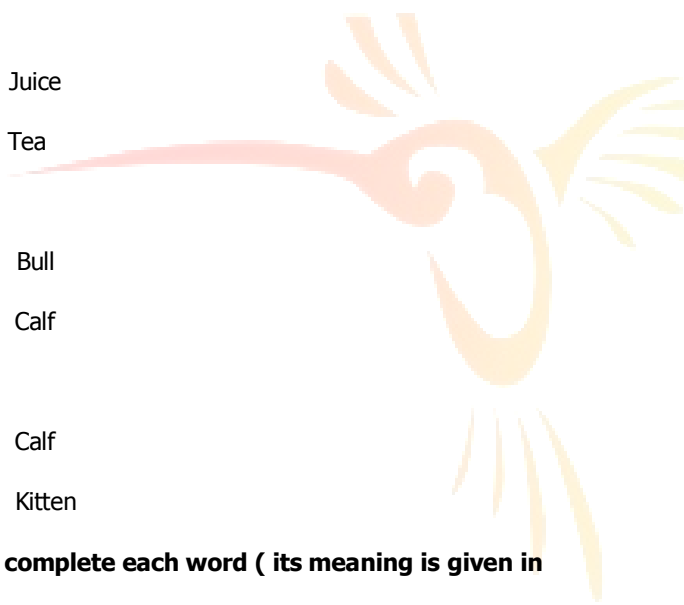 Juice
Tea
Bull
Calf
Calf
Kitten
complete each word ( its meaning is given in